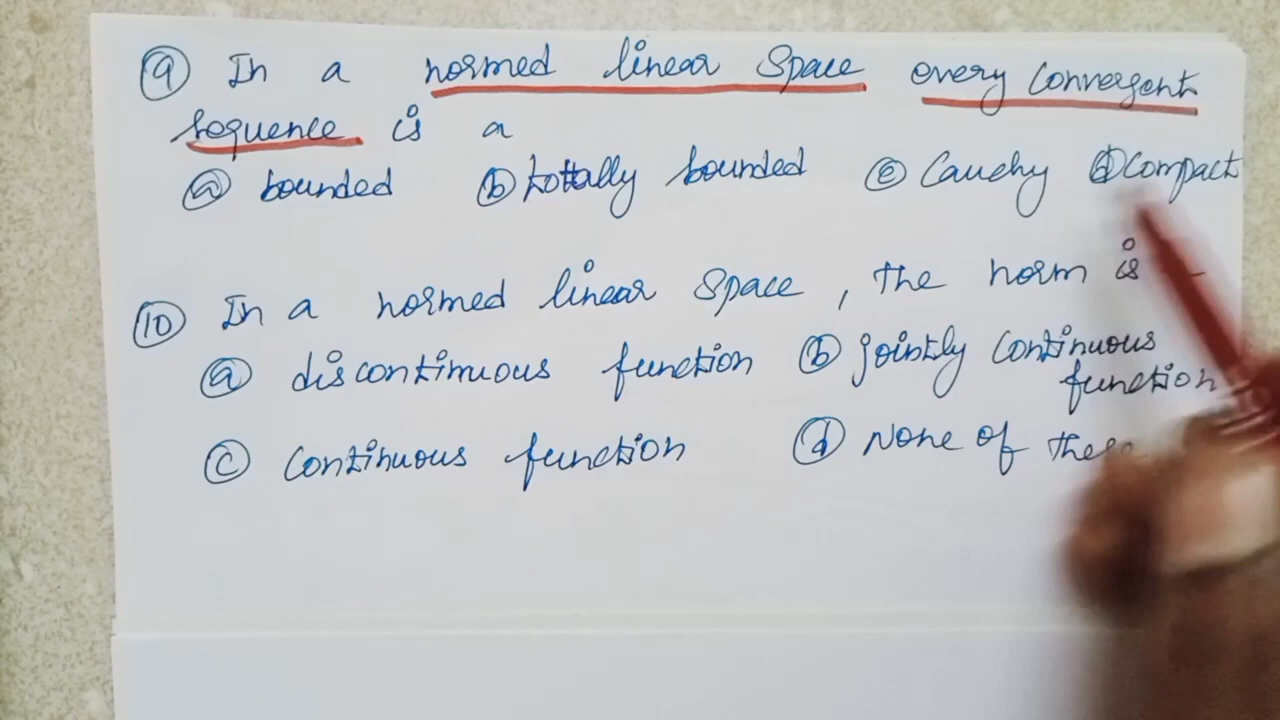 ⑨ In a normed linear space every convergent
sequence is a
ⓐ bounded ⓑ totally bounded ⓒ Cauchy ⓓ compact
⑩ In a normed linear space, the norm is -
ⓐ discontinuous function ⓑ jointly continuous
function
ⓒ continuous function ⓓ None of these